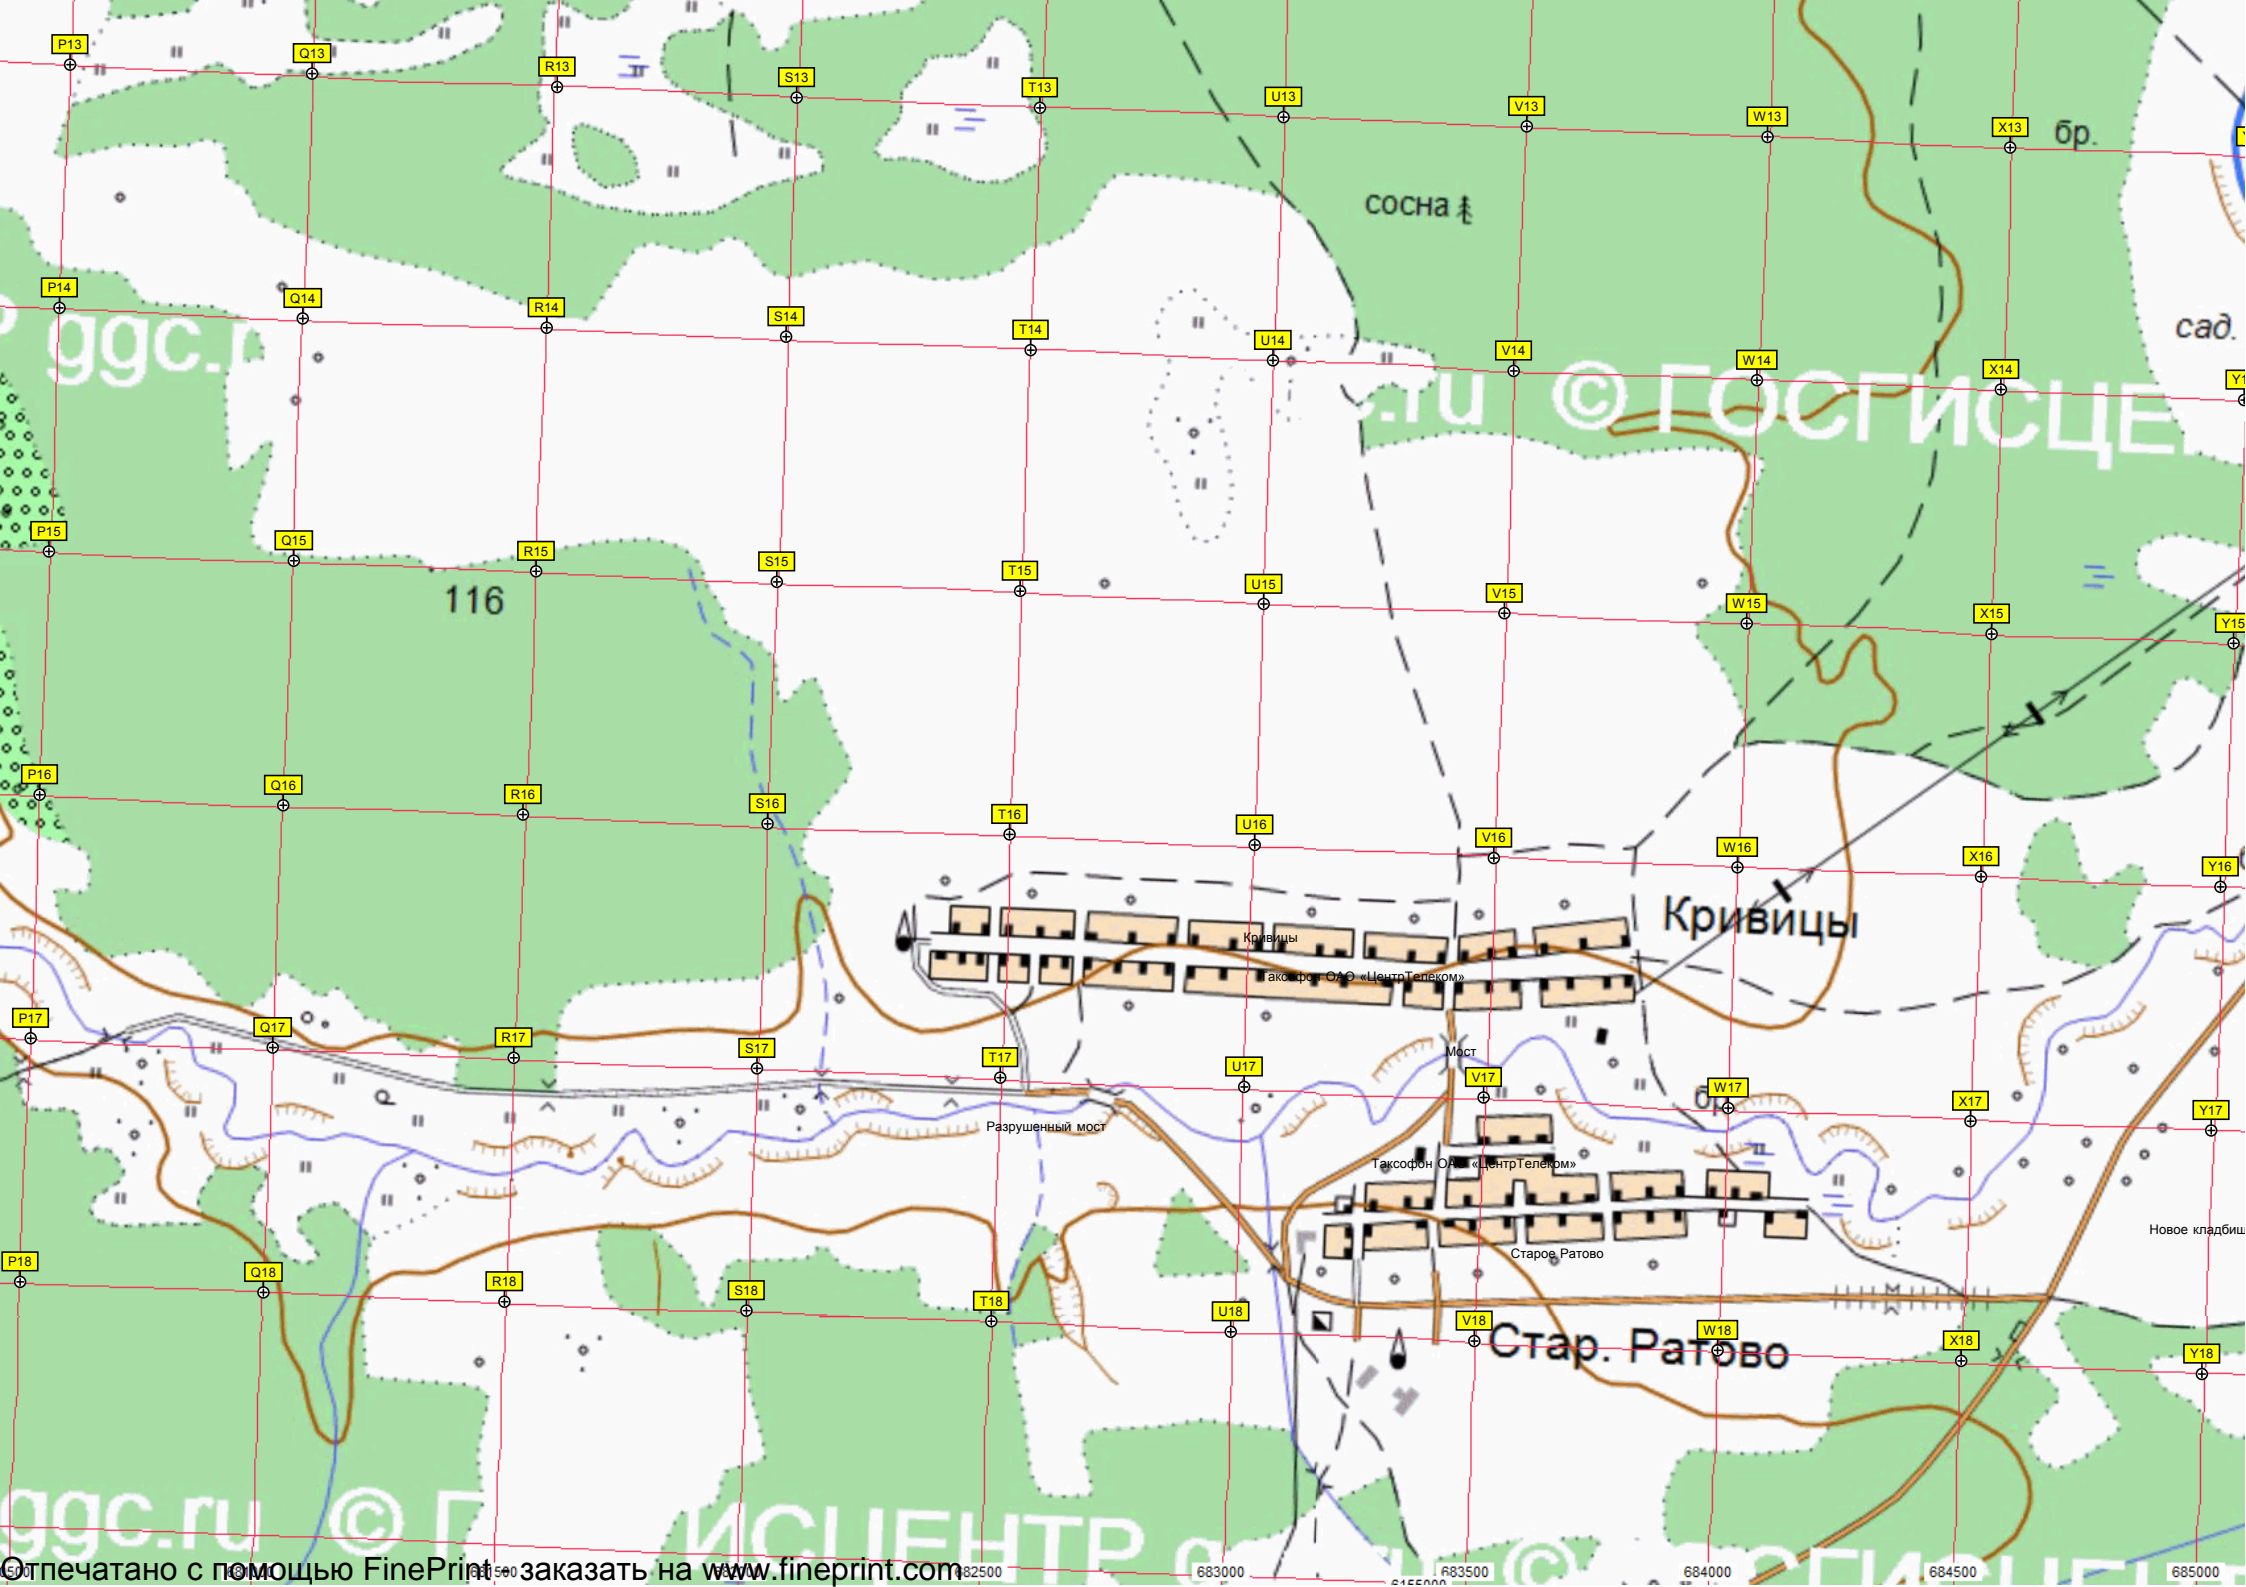 P13
Q13
R13
S13
T13
U13
V13
W13
X13
бр.
сосна
P14
Q14
R14
S14
T14
U14
V14
W14
X14
сад.
ggc.r
c.ru © ГОСГИСЦЕ
P15
Q15
R15
S15
T15
U15
V15
W15
X15
Y15
116
P16
Q16
R16
S16
T16
U16
V16
W16
X16
Y16
Кривицы
Кривицы
Таксофон ОАО «ЦентрТелеком»
P17
Q17
R17
S17
T17
U17
V17
W17
X17
Y17
Мост
бр
Разрушенный мост
Таксофон ОАО «ЦентрТелеком»
Новое кладбищ
Старое Ратово
P18
Q18
R18
S18
T18
U18
V18
W18
X18
Y18
Стар. Ратово
ggc.ru © Г ИСЦЕНТР
Отпечатано с помощью FinePrint - заказать на www.fineprint.com
682500
683000
683500
684000
684500
685000